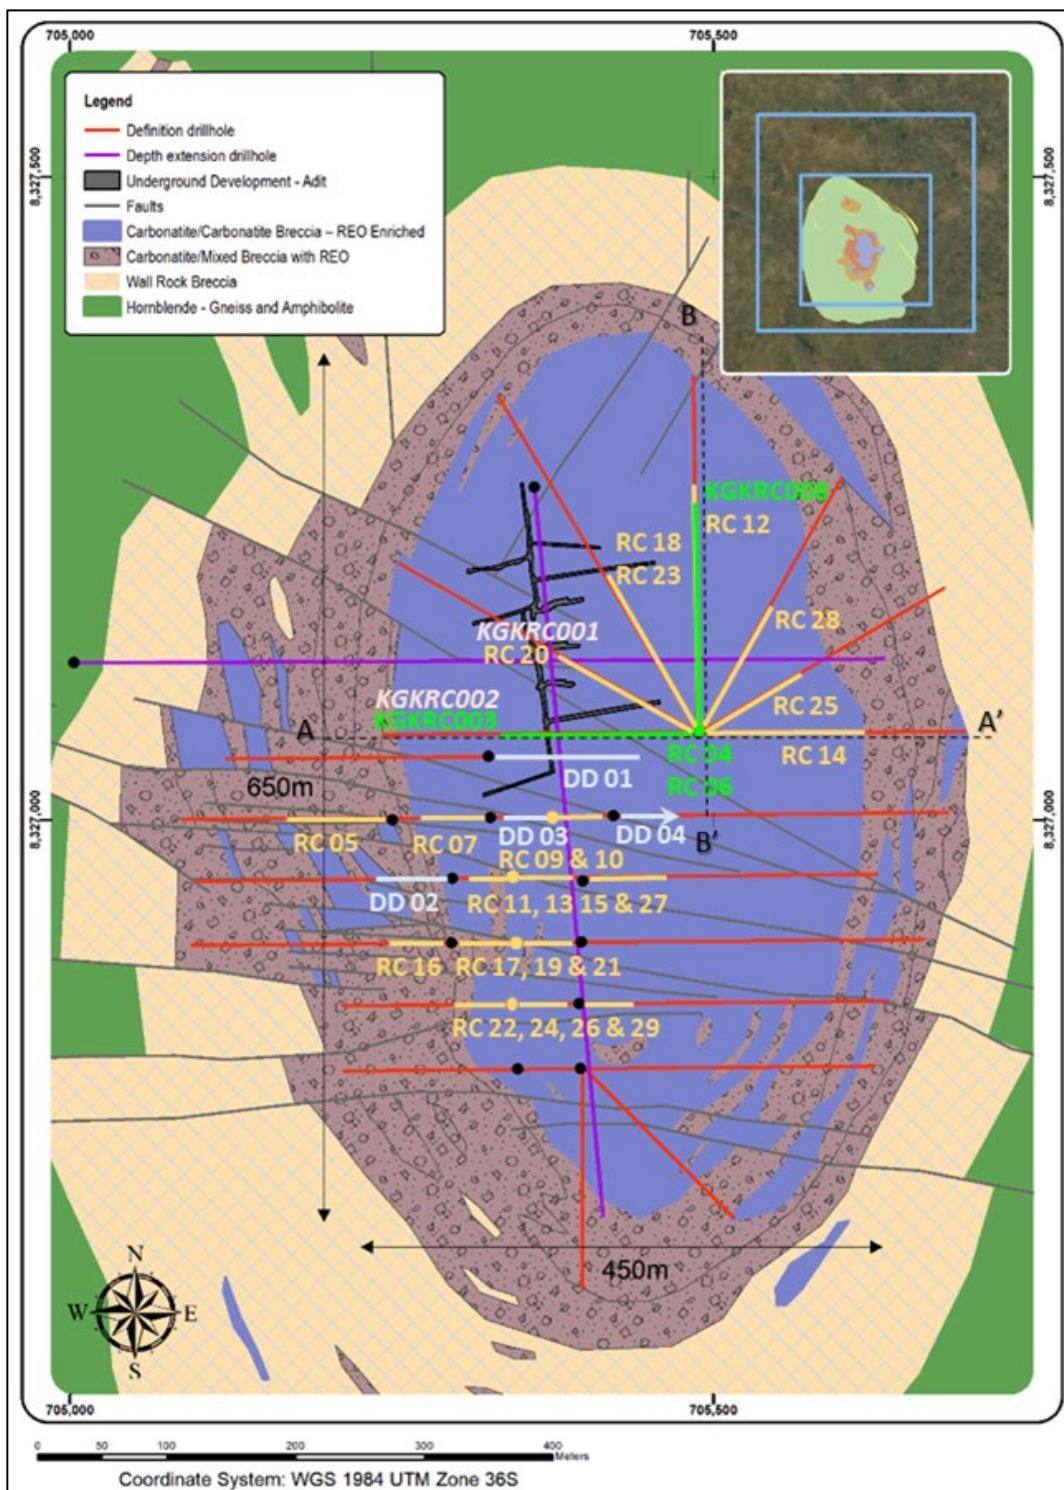 705,000
705,500
8,327,500
8,327,500
Legend
Definition drillhole
Depth extension drillhole
Underground Development - Adit
Faults
Carbonatite/Carbonatite Breccia – REO Enriched
Carbonatite/Mixed Breccia with REO
Wall Rock Breccia
Hornblende - Gneiss and Amphibolite
B
KGKRC008
RC 12
RC 18
RC 23
RC 28
KGKRC001
RC 20
RC 25
KGKRC002
KGKRC003
A
A'
RC 04
RC 14
RC 06
DD 01
650m
8,327,000
8,327,000
RC 05
RC 07
DD 03
DD 04
B'
RC 09 & 10
DD 02
RC 11, 13 15 & 27
RC 16
RC 17, 19 & 21
RC 22, 24, 26 & 29
450m
N
W
E
S
705,000
705,500
0
50
100
200
300
400
Meters
Coordinate System: WGS 1984 UTM Zone 36S